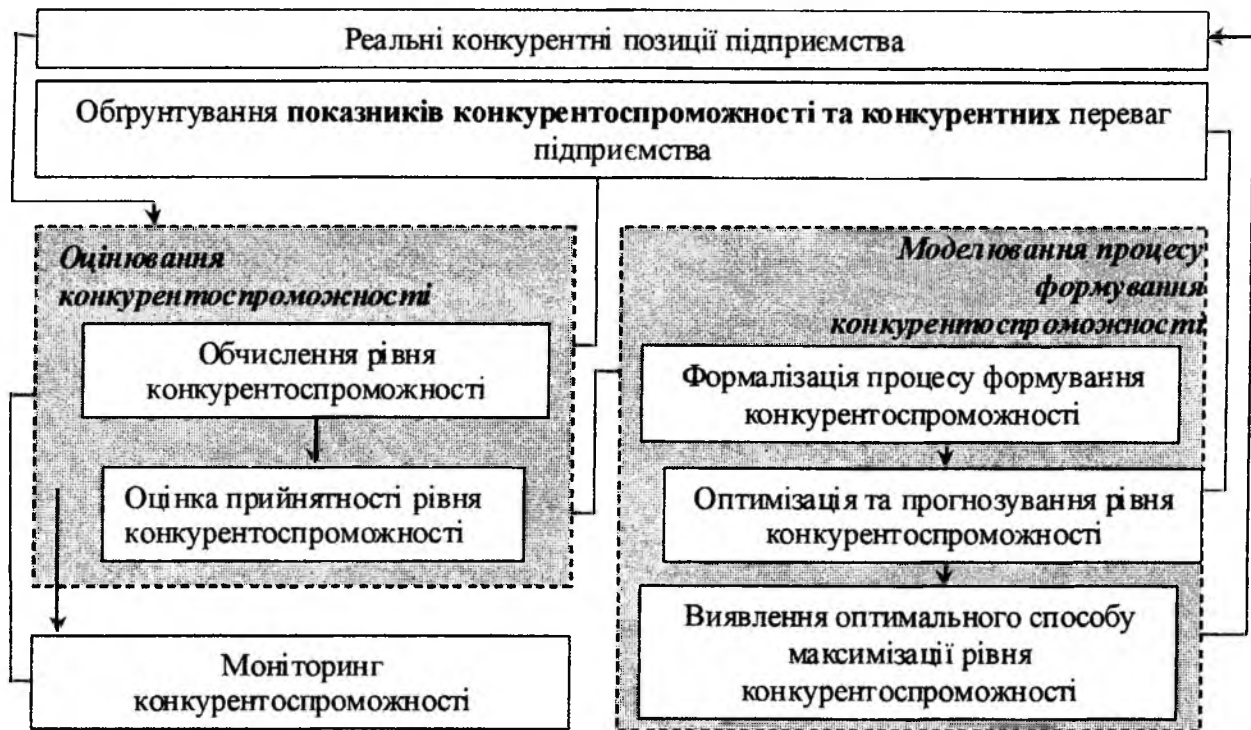 Реальні конкурентні позиції підприємства
Обґрунтування показників конкурентоспроможності та конкурентних переваг
підприємства
Оцінювання
конкурентоспроможності
Обчислення рівня
конкурентоспроможності
Оцінка прийнятності рівня
конкурентоспроможності
Моніторинг
конкурентоспроможності
Моделювання процесу
формування
конкурентоспроможності
Формалізація процесу формування
конкурентоспроможності
Оптимізація та прогнозування рівня
конкурентоспроможності
Виявлення оптимального способу
максимізації рівня
конкурентоспроможності